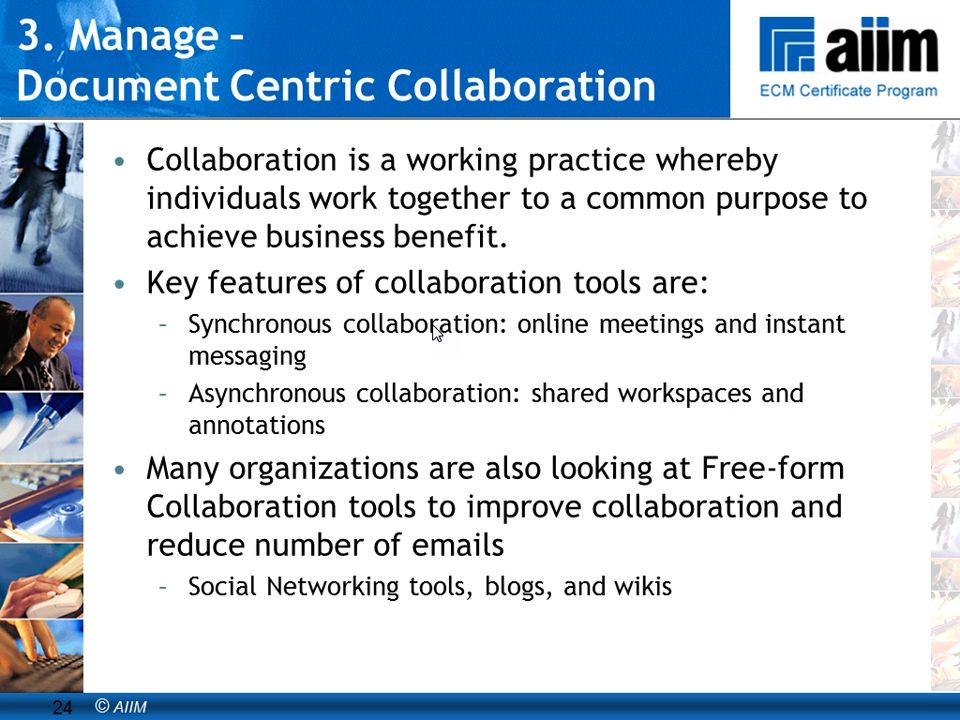 3. Manage –
Document Centric Collaboration
aiim
ECM Certificate Program
• Collaboration is a working practice whereby
individuals work together to a common purpose to
achieve business benefit.
• Key features of collaboration tools are:
– Synchronous collaboration: online meetings and instant
messaging
– Asynchronous collaboration: shared workspaces and
annotations
• Many organizations are also looking at Free-form
Collaboration tools to improve collaboration and
reduce number of emails
– Social Networking tools, blogs, and wikis
24 © AIIM